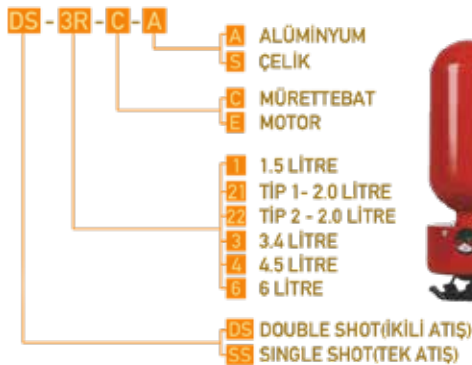 DS - 3R - C - A
A ALÜMİNYUM
S ÇELİK
C MÜRETTEBAT
E MOTOR
1 1.5 LİTRE
21 TİP 1- 2.0 LİTRE
22 TİP 2 - 2.0 LİTRE
3 3.4 LİTRE
4 4.5 LİTRE
6 6 LİTRE
DS DOUBLE SHOT(İKİLİ ATIŞ)
SS SINGLE SHOT(TEK ATIŞ)